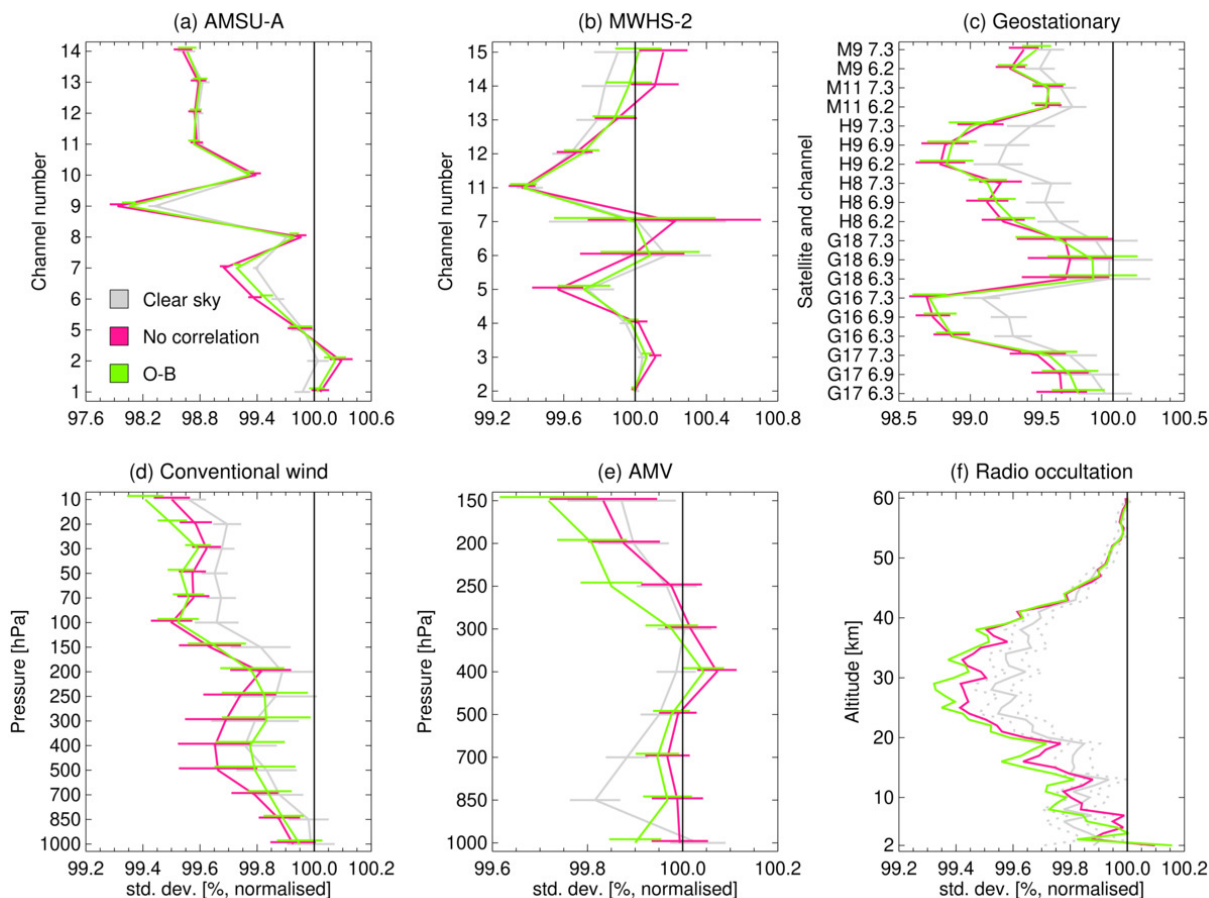 (a) AMSU-A
Channel number
14
13
12
11
10
9
8
7
6
5
2
1
Clear sky
No correlation
O-B
97.6 98.2 98.8 99.4 100.0 100.6
(b) MWHS-2
Channel number
15
14
13
12
11
7
6
5
4
3
2
99.2 99.6 100.0 100.4 100.8
(c) Geostationary
Satellite and channel
M9 7.3
M9 6.2
M11 7.3
M11 6.2
H9 7.3
H9 6.9
H9 6.2
H8 7.3
H8 6.9
H8 6.2
G18 7.3
G18 6.9
G18 6.3
G16 7.3
G16 6.9
G16 6.3
G17 7.3
G17 6.9
G17 6.3
98.5 99.0 99.5 100.0 100.5
(d) Conventional wind
Pressure [hPa]
10
20
30
50
70
100
150
200
250
300
400
500
700
850
1000
99.2 99.4 99.6 99.8 100.0 100.2
std. dev. [%, normalised]
(e) AMV
Pressure [hPa]
150
200
250
300
400
500
700
850
1000
99.6 99.8 100.0
std. dev. [%, normalised]
(f) Radio occultation
Altitude [km]
60
50
40
30
20
10
2
99.2 99.4 99.6 99.8 100.0 100.2
std. dev. [%, normalised]